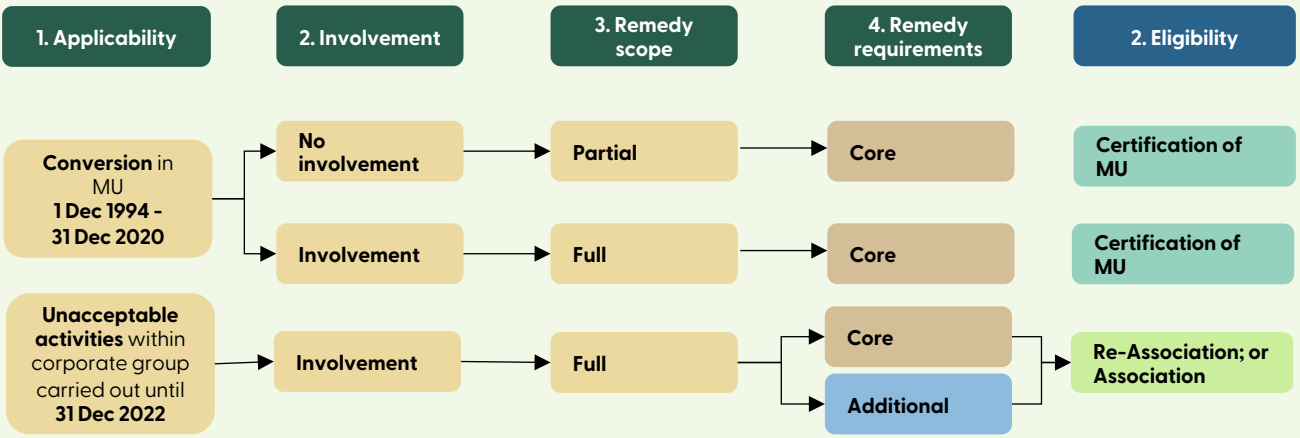 1. Applicability
2. Involvement
3. Remedy
scope
4. Remedy
requirements
2. Eligibility
Conversion in
MU
1 Dec 1994 -
31 Dec 2020
No
involvement
Partial
Core
Certification of
MU
Involvement
Full
Core
Certification of
MU
Unacceptable
activities within
corporate group
carried out until
31 Dec 2022
Involvement
Full
Core
Additional
Re-Association; or
Association